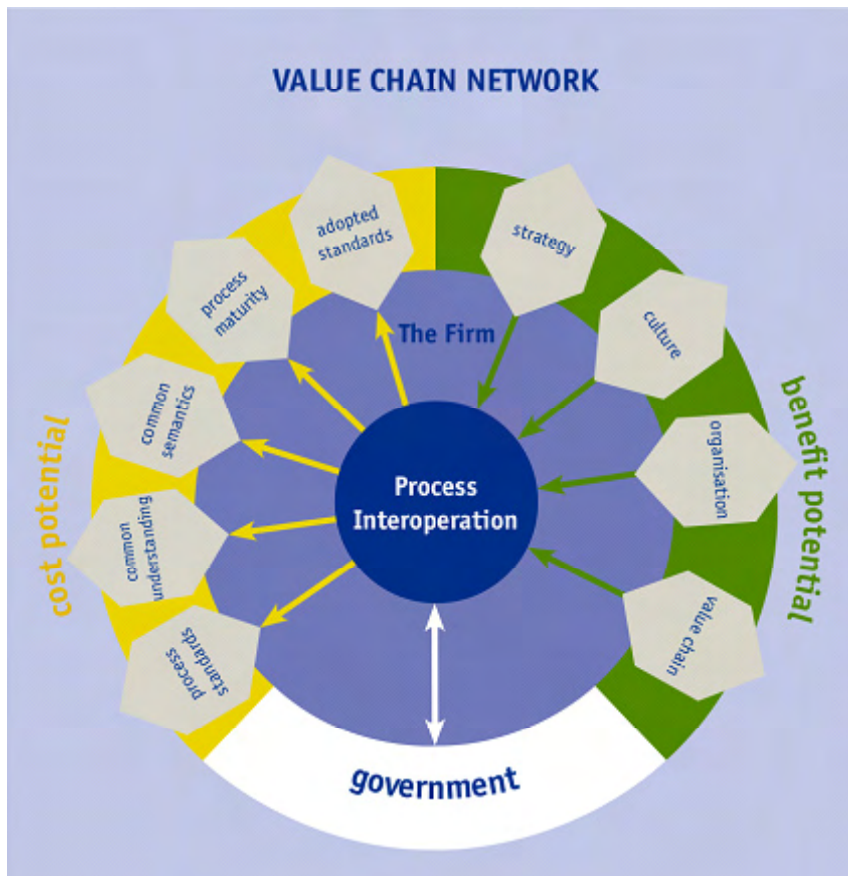 VALUE CHAIN NETWORK
adopted
standards
strategy
process
maturity
culture
The Firm
common
semantics
organisation
cost potential
benefit potential
Process
Interoperation
common
understanding
value chain
process
standards
government